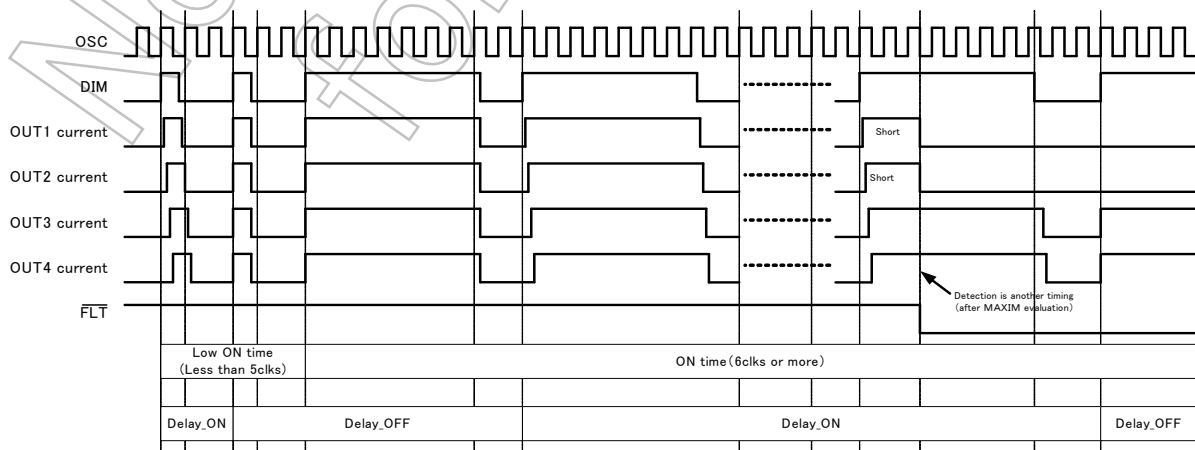 OSC
DIM
OUT1 current
Short
OUT2 current
Short
OUT3 current
OUT4 current
Detection is another timing
(after MAXIM evaluation)
FLT
Low ON time
(Less than 5clks)
ON time(6clks or more)
Delay_ON
Delay_OFF
Delay_ON
Delay_OFF